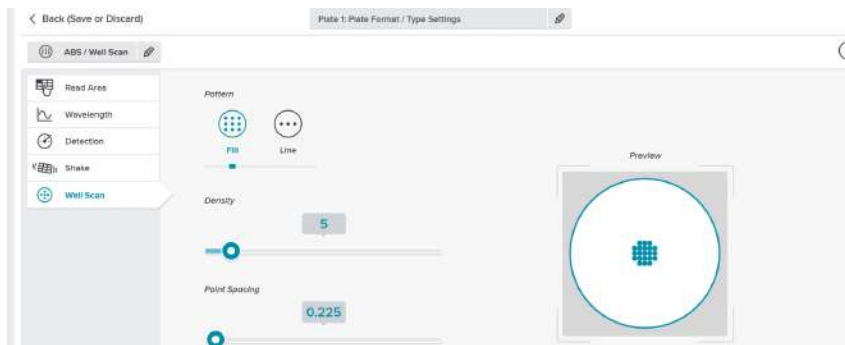 Back (Save or Discard)
Plate 1: Plate Format / Type Settings
ABS / Well Scan
Read Area
Wavelength
Detection
Shake
Well Scan
Pattern
Fill
Line
Density
5
Point Spacing
0.225
Preview